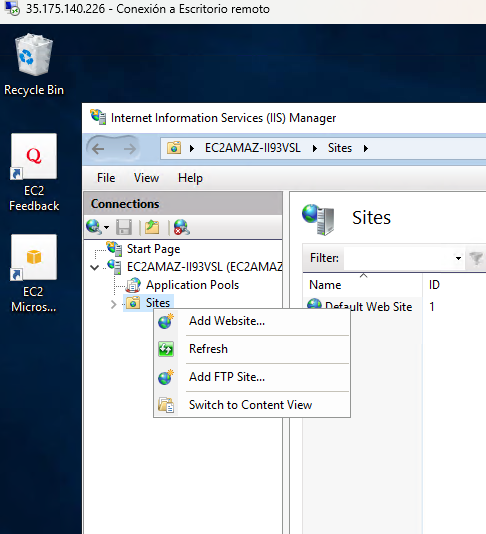 35.175.140.226 - Conexión a Escritorio remoto
Recycle Bin
EC2
Feedback
EC2
Micros...
Internet Information Services (IIS) Manager
EC2AMAZ-II93VSL
Sites
File
View
Help
Connections
Start Page
EC2AMAZ-II93VSL (EC2AMAZ
Application Pools
Sites
Add Website...
Refresh
Add FTP Site...
Switch to Content View
Sites
Filter:
Name
ID
Default Web Site
1